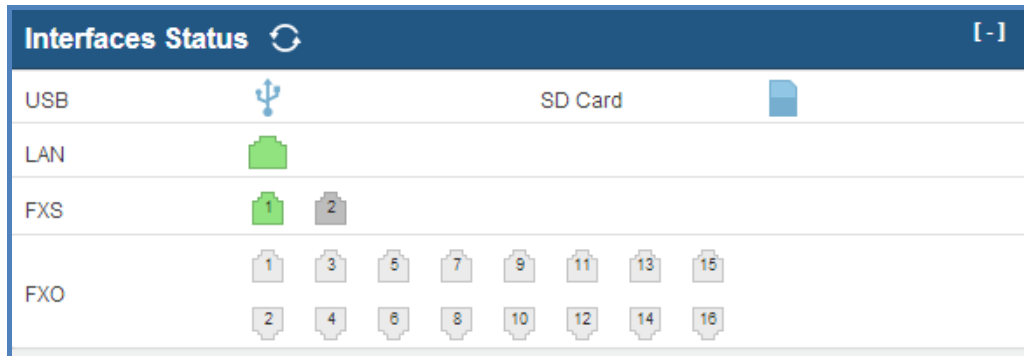 Interfaces Status [-]
USB SD Card
LAN
FXS 1 2
1 3 5 7 9 11 13 15
FXO
2 4 6 8 10 12 14 16